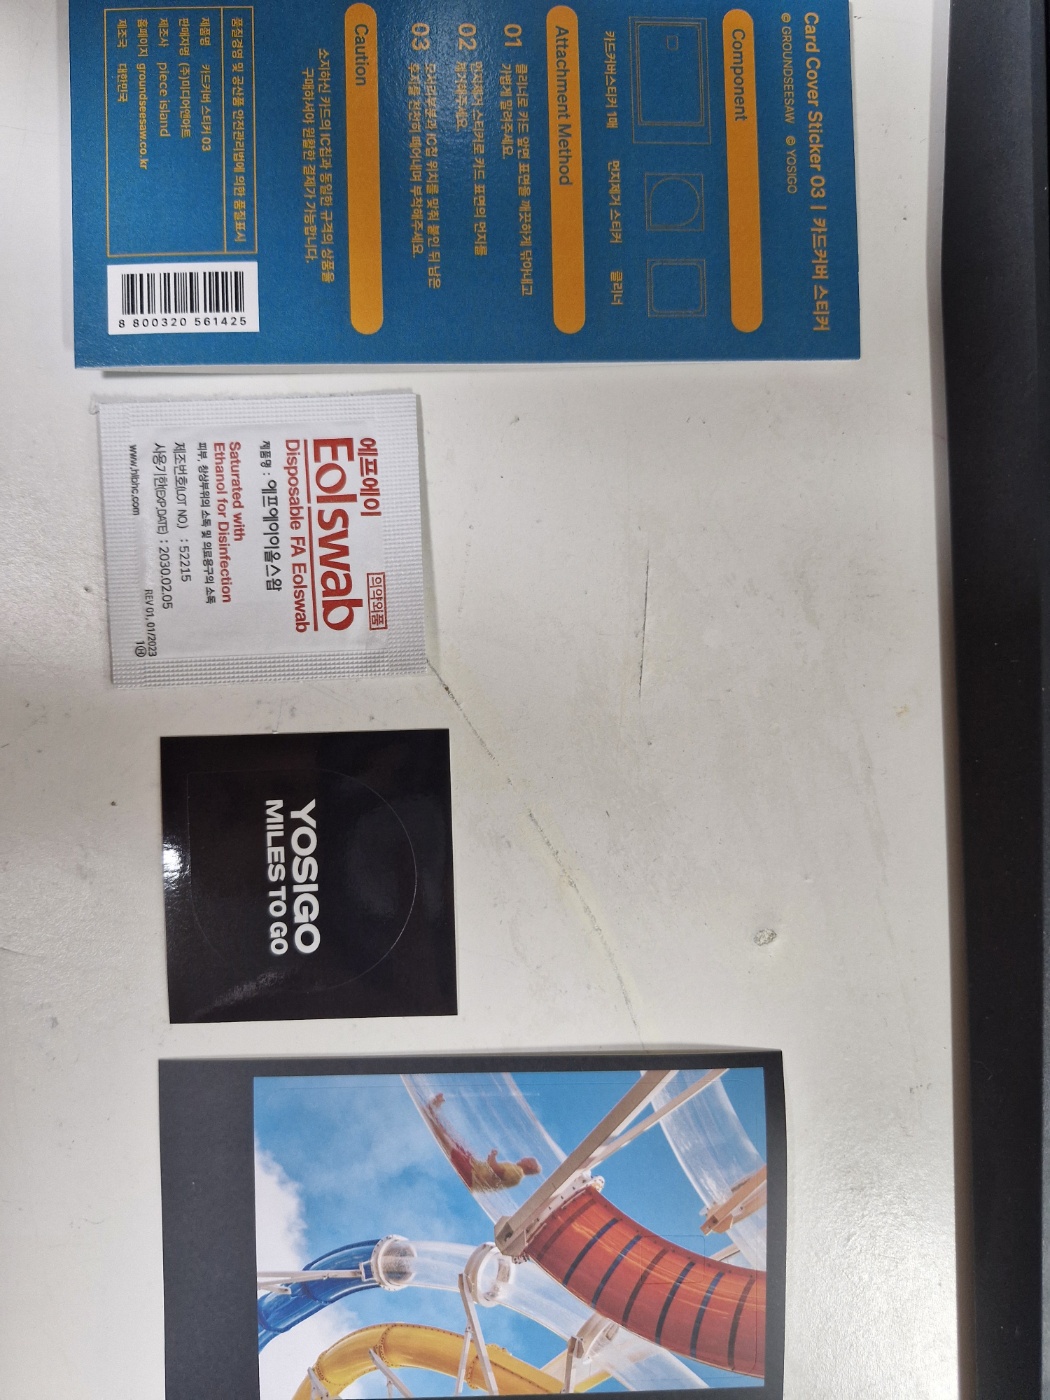 Card Cover Sticker 03 | 카드커버 스티커
© GROUNDSEESAW © YOSIGO
Component
카드커버스티커 1매 먼지제거 스티커 클리너
Attachment Method
01 클리너로 카드 앞면 표면을 깨끗하게 닦아내고
가볍게 말려주세요.
02 먼지제거 스티커로 카드 표면의 먼지를
제거해주세요.
03 모서리부분과 IC칩 위치를 맞춰 붙인 뒤 남은
후지를 천천히 떼어내며 부착해주세요.
Caution
소지하신 카드의 IC칩과 동일한 규격의 상품을
구매하셔야 원활한 결제가 가능합니다.
품질경영 및 공산품 안전관리법에 의한 품질표시
제품명 카드커버 스티커 03
판매자명 (주)미디어앤아트
제조사 piece island
홈페이지 groundseesaw.co.kr
제조국 대한민국
8 800320 561425
에프에이
의약외품
Eolswab
Disposable FA Eolswab
제품명 : 에프에이이올스왑
Saturated with
Ethanol for Disinfection
피부, 창상부위의 소독 및 의료용구의 소독
제조번호(LOT NO.) : 52215
사용기한(EXP.DATE) : 2030.02.05
REV 01, 01/2023
www.hlbhc.com
YOSIGO
MILES TO GO